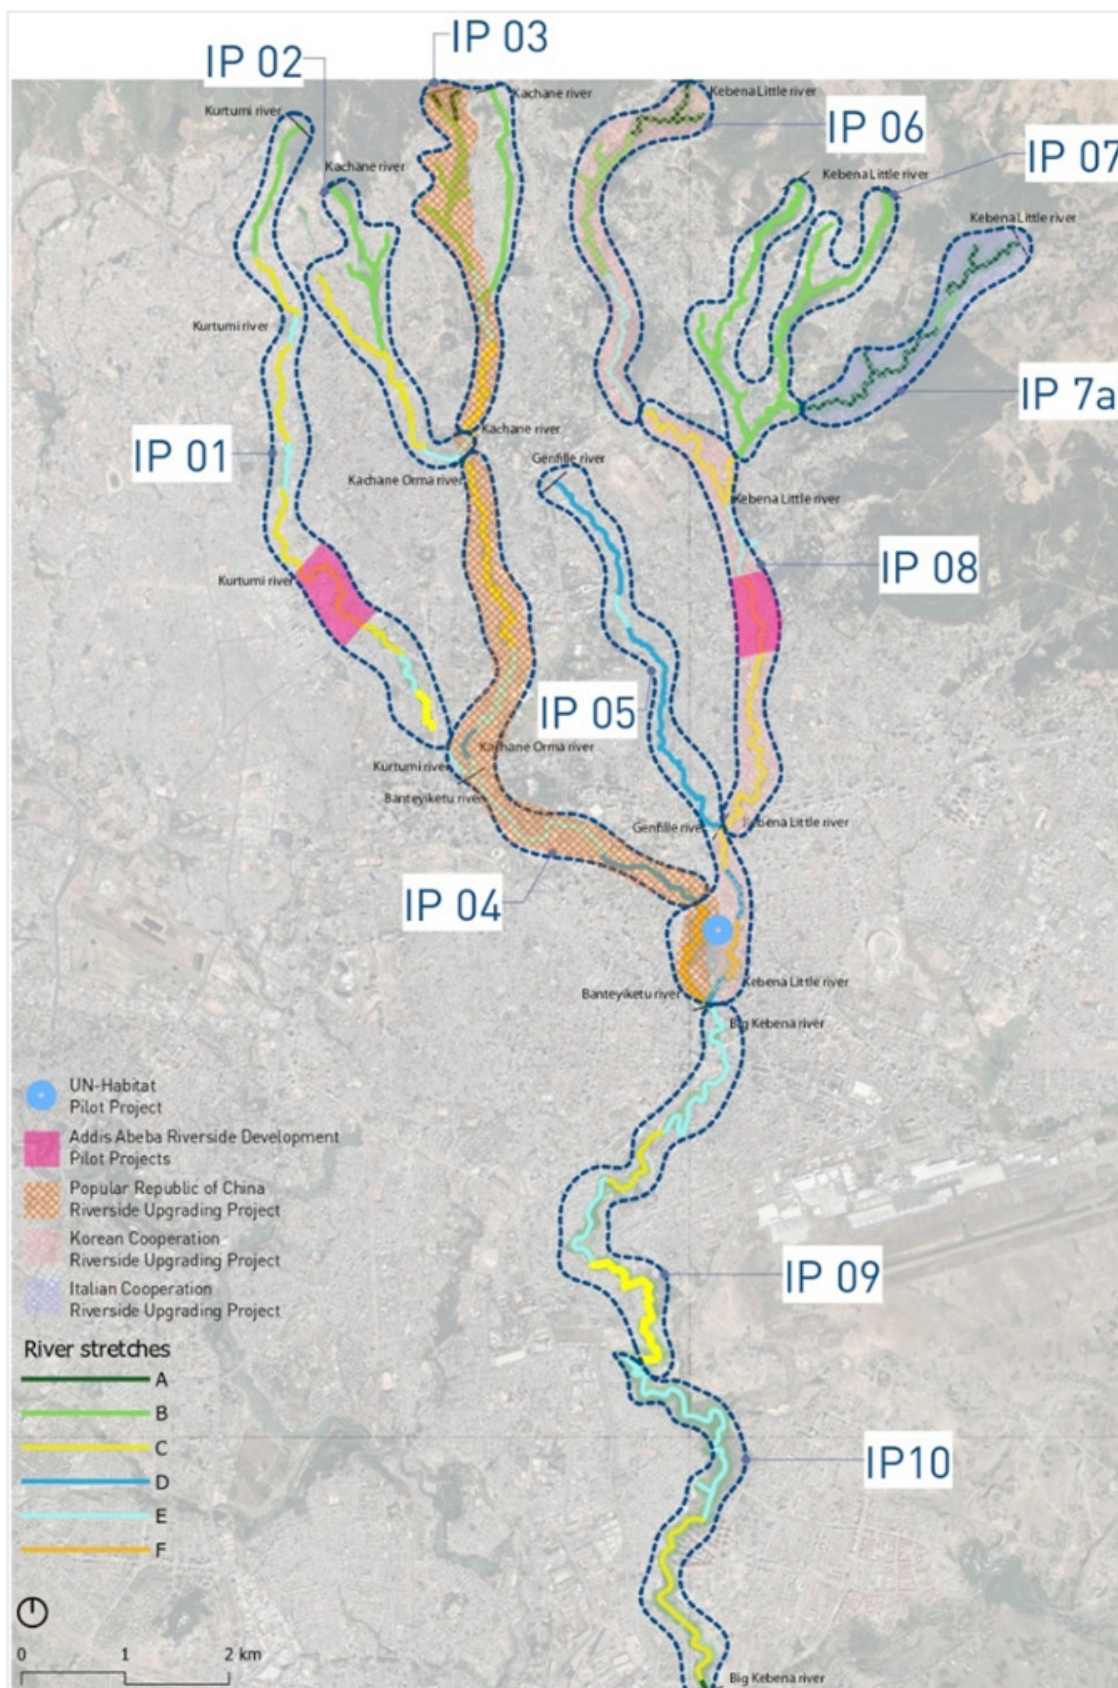 IP 03
IP 02
Kachane river
Kebena Little river
Kurtumi river
IP 06
IP 07
Kachane river
Kebena Little river
Kebena Little river
Kurtumi river
IP 7a
Kachane river
IP 01
Genfille river
Kachane Orma river
Kebena Little river
IP 08
Kurtumi river
IP 05
Kachane Orma river
Kurtumi river
Banteyiketu river
Genfille river
Kebena Little river
IP 04
Kebena Little river
Banteyiketu river
Big Kebena river
UN-Habitat
Pilot Project
Addis Abeba Riverside Development
Pilot Projects
Popular Republic of China
Riverside Upgrading Project
Korean Cooperation
Riverside Upgrading Project
Italian Cooperation
Riverside Upgrading Project
IP 09
River stretches
A
B
C
D
E
F
IP10
0 1 2 km
Big Kebena river